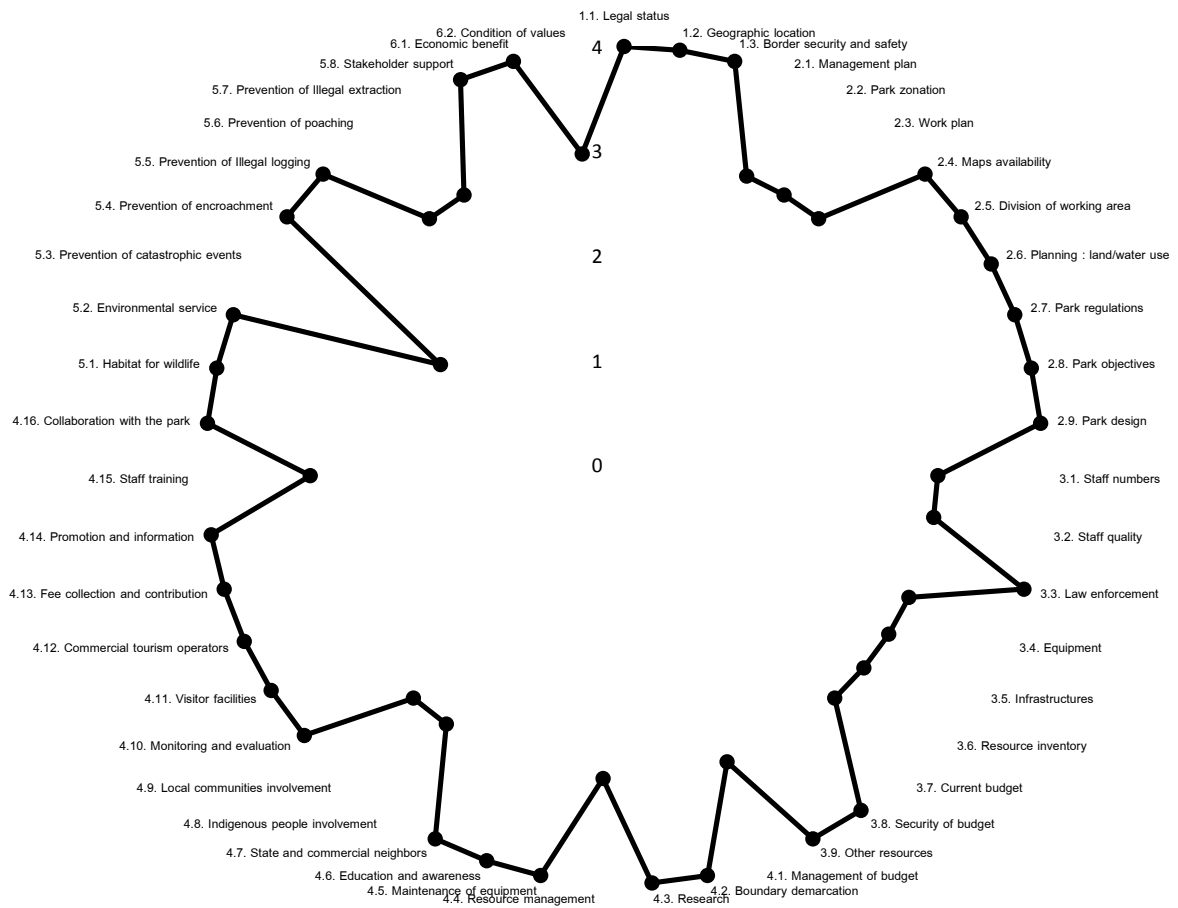 1.1. Legal status
1.2. Geographic location
1.3. Border security and safety
2.1. Management plan
2.2. Park zonation
2.3. Work plan
2.4. Maps availability
2.5. Division of working area
2.6. Planning : land/water use
2.7. Park regulations
2.8. Park objectives
2.9. Park design
3.1. Staff numbers
3.2. Staff quality
3.3. Law enforcement
3.4. Equipment
3.5. Infrastructures
3.6. Resource inventory
3.7. Current budget
3.8. Security of budget
3.9. Other resources
4.1. Management of budget
4.2. Boundary demarcation
4.3. Research
4.4. Resource management
4.5. Maintenance of equipment
4.6. Education and awareness
4.7. State and commercial neighbors
4.8. Indigenous people involvement
4.9. Local communities involvement
4.10. Monitoring and evaluation
4.11. Visitor facilities
4.12. Commercial tourism operators
4.13. Fee collection and contribution
4.14. Promotion and information
4.15. Staff training
4.16. Collaboration with the park
5.1. Habitat for wildlife
5.2. Environmental service
5.3. Prevention of catastrophic events
5.4. Prevention of encroachment
5.5. Prevention of Illegal logging
5.6. Prevention of poaching
5.7. Prevention of Illegal extraction
5.8. Stakeholder support
6.1. Economic benefit
6.2. Condition of values
4
3
2
1
0